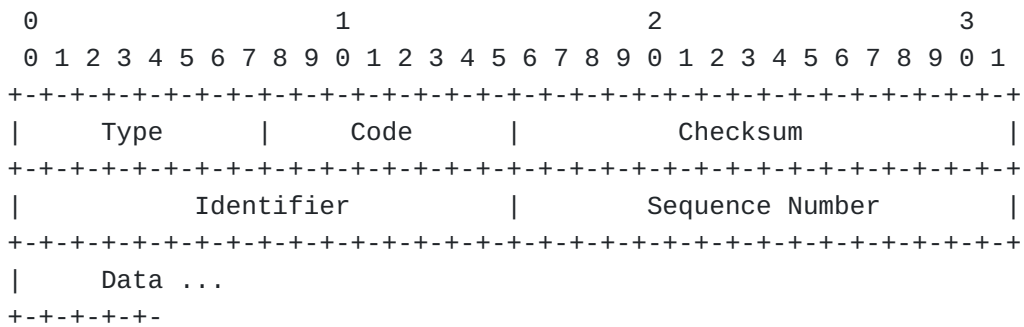 0                   1                   2                   3
 0 1 2 3 4 5 6 7 8 9 0 1 2 3 4 5 6 7 8 9 0 1 2 3 4 5 6 7 8 9 0 1
+-+-+-+-+-+-+-+-+-+-+-+-+-+-+-+-+-+-+-+-+-+-+-+-+-+-+-+-+-+-+-+-+
|     Type      |     Code      |          Checksum             |
+-+-+-+-+-+-+-+-+-+-+-+-+-+-+-+-+-+-+-+-+-+-+-+-+-+-+-+-+-+-+-+-+
|           Identifier          |        Sequence Number        |
+-+-+-+-+-+-+-+-+-+-+-+-+-+-+-+-+-+-+-+-+-+-+-+-+-+-+-+-+-+-+-+-+
|     Data ...
+-+-+-+-+-